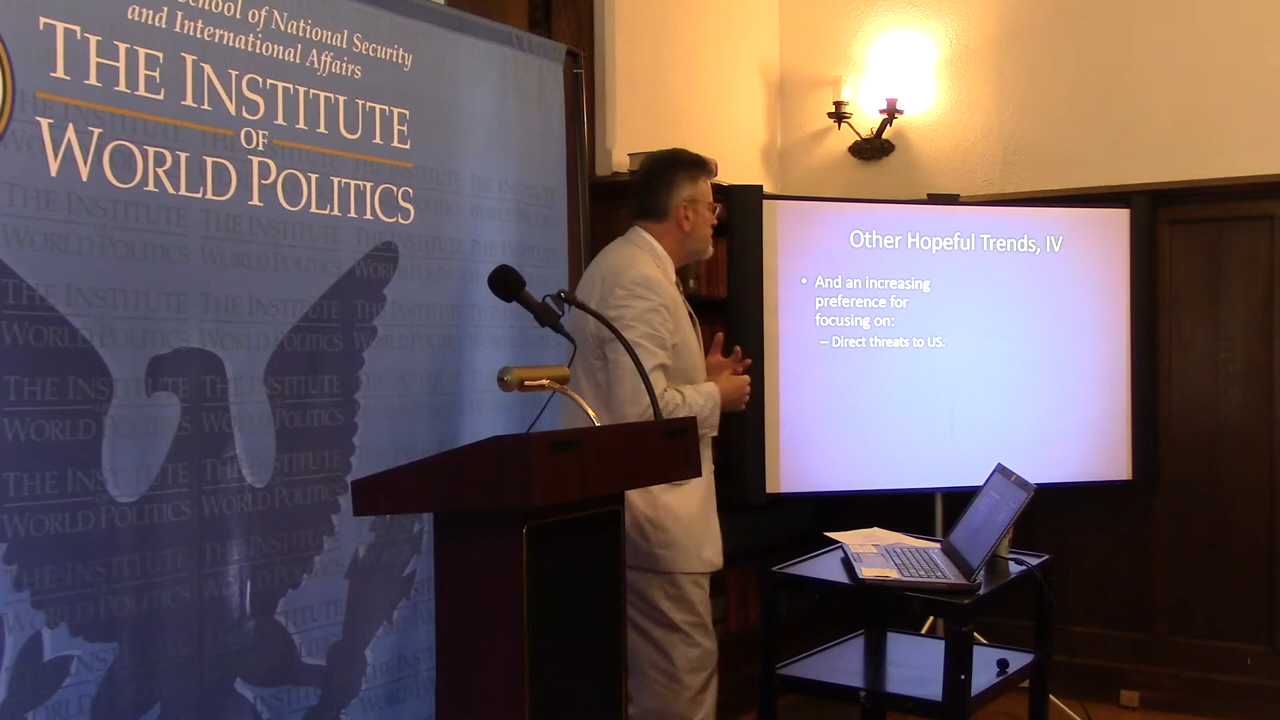 School of National Security
and International Affairs
THE INSTITUTE
OF
WORLD POLITICS
Other Hopeful Trends, IV
• And an increasing
preference for
focusing on:
– Direct threats to US.